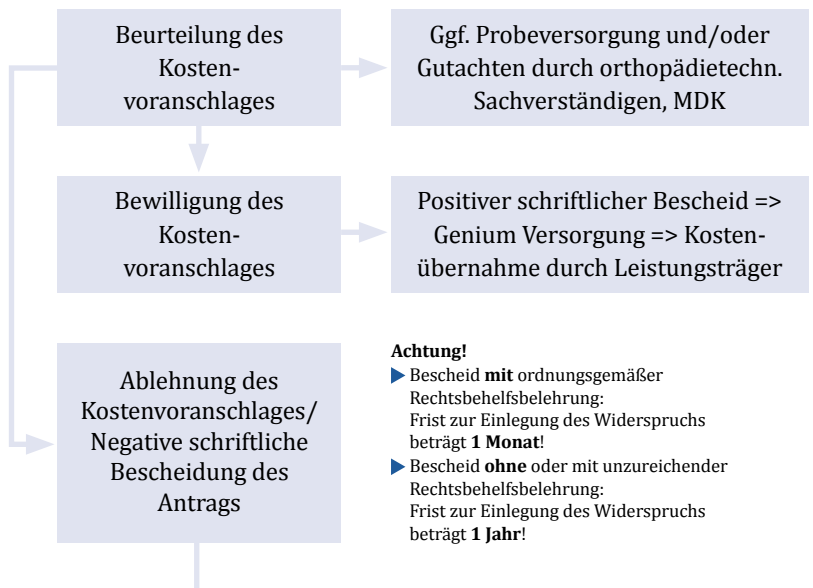 Beurteilung des
Kosten-
voranschlages
Ggf. Probeversorgung und/oder
Gutachten durch orthopädietechn.
Sachverständigen, MDK
Bewilligung des
Kosten-
voranschlages
Positiver schriftlicher Bescheid =>
Genium Versorgung => Kosten-
übernahme durch Leistungsträger
Ablehnung des
Kostenvoranschlages/
Negative schriftliche
Bescheidung des
Antrags
Achtung!
Bescheid mit ordnungsgemäßer
Rechtsbehelfsbelehrung:
Frist zur Einlegung des Widerspruchs
beträgt 1 Monat!
Bescheid ohne oder mit unzureichender
Rechtsbehelfsbelehrung:
Frist zur Einlegung des Widerspruchs
beträgt 1 Jahr!